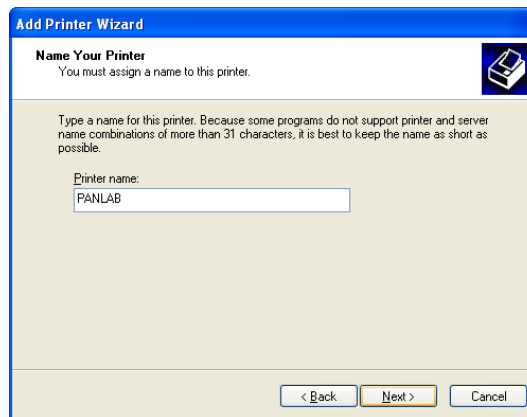 Add Printer Wizard
Name Your Printer
You must assign a name to this printer.
Type a name for this printer. Because some programs do not support printer and server
name combinations of more than 31 characters, it is best to keep the name as short as
possible.
Printer name:
PANLAB
< Back
Next >
Cancel